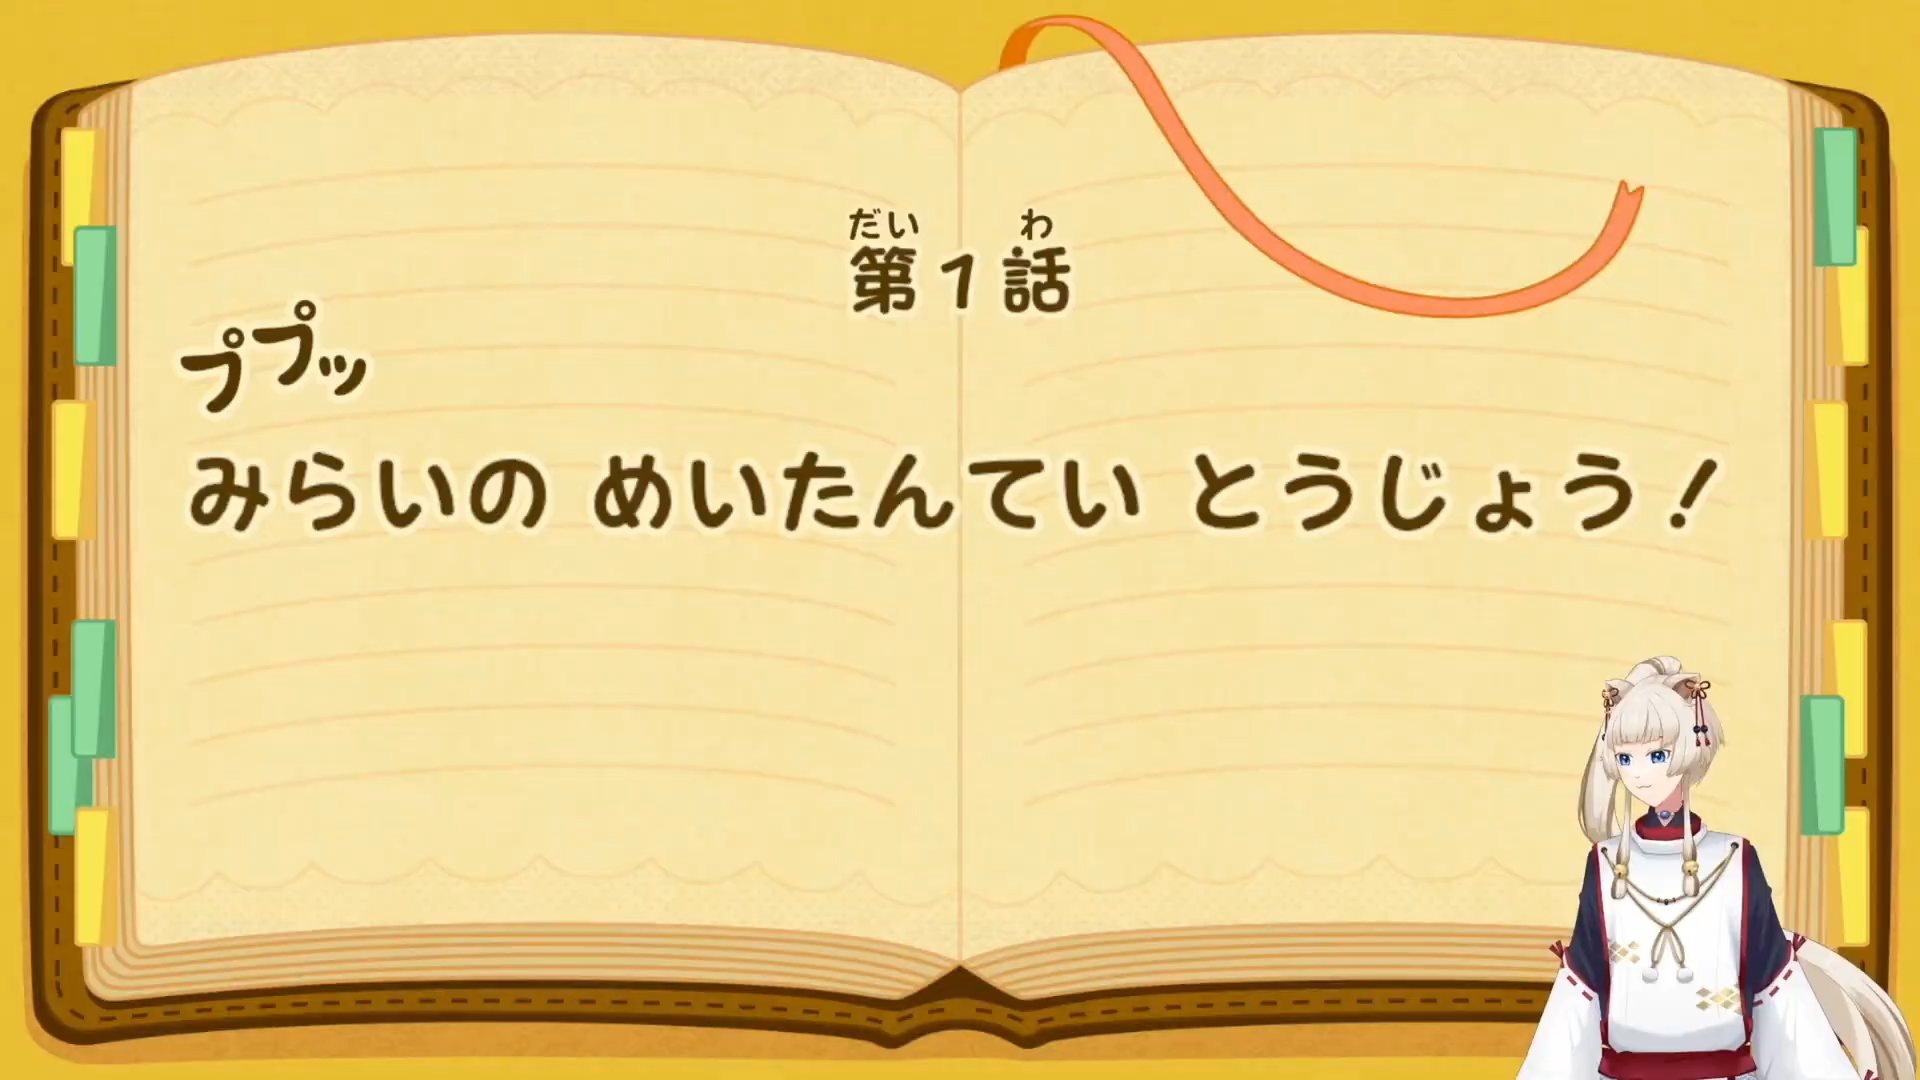 第1話
だい わ
ププッ
みらいの めいたんてい とうじょう！